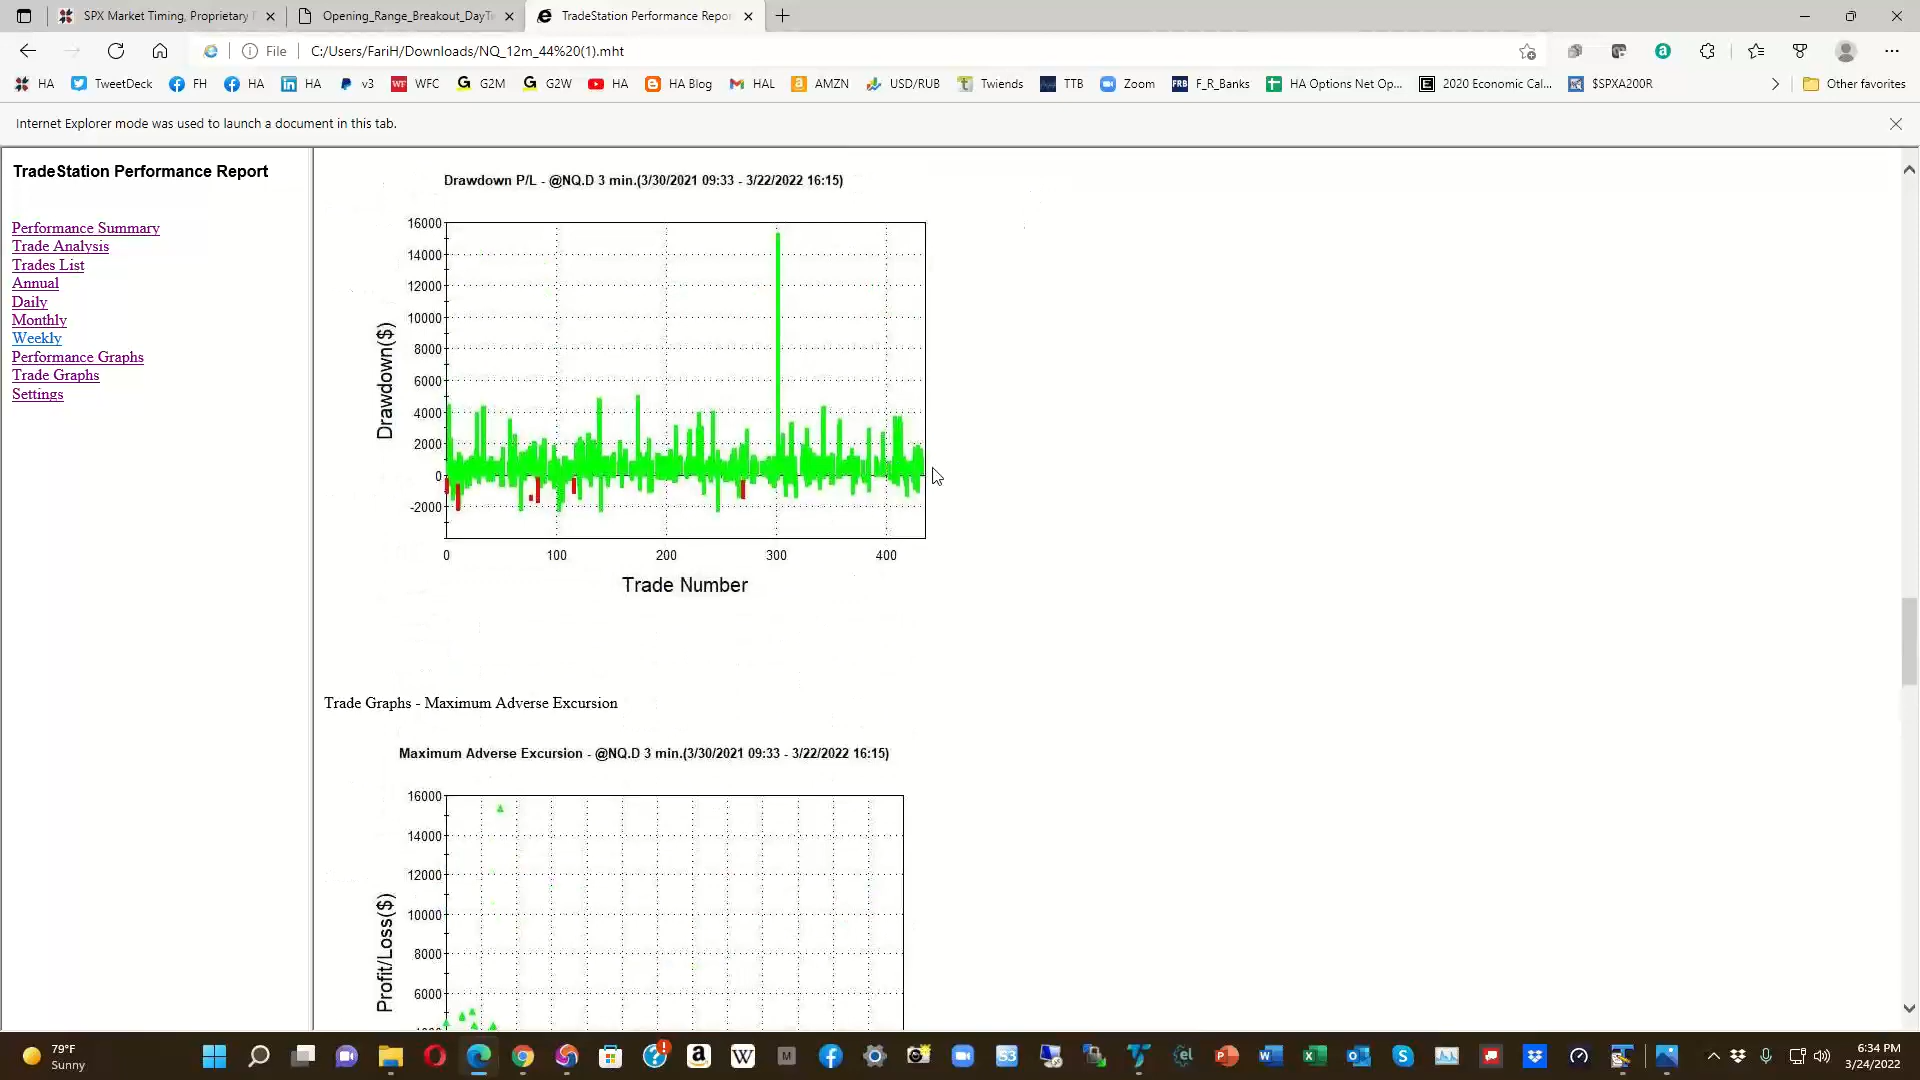 SPX Market Timing, Proprietary
Opening_Range_Breakout_DayT
TradeStation Performance Repor
File
C:/Users/FariH/Downloads/NQ_12m_44%20(1).mht
HA
TweetDeck
FH
HA
HA
v3
WFC
G2M
G2W
HA
HA Blog
HAL
AMZN
USD/RUB
Twiends
TTB
Zoom
F_R_Banks
HA Options Net Op...
2020 Economic Cal...
$SPXA200R
Other favorites
Internet Explorer mode was used to launch a document in this tab.
TradeStation Performance Report
Performance Summary
Trade Analysis
Trades List
Annual
Daily
Monthly
Weekly
Performance Graphs
Trade Graphs
Settings
Drawdown P/L - @NQ.D 3 min.(3/30/2021 09:33 - 3/22/2022 16:15)
16000
14000
12000
10000
8000
6000
4000
2000
0
-2000
Drawdown($)
0 100 200 300 400
Trade Number
Trade Graphs - Maximum Adverse Excursion
Maximum Adverse Excursion - @NQ.D 3 min.(3/30/2021 09:33 - 3/22/2022 16:15)
16000
14000
12000
10000
8000
6000
Profit/Loss($)
79°F
Sunny
6:34 PM
3/24/2022